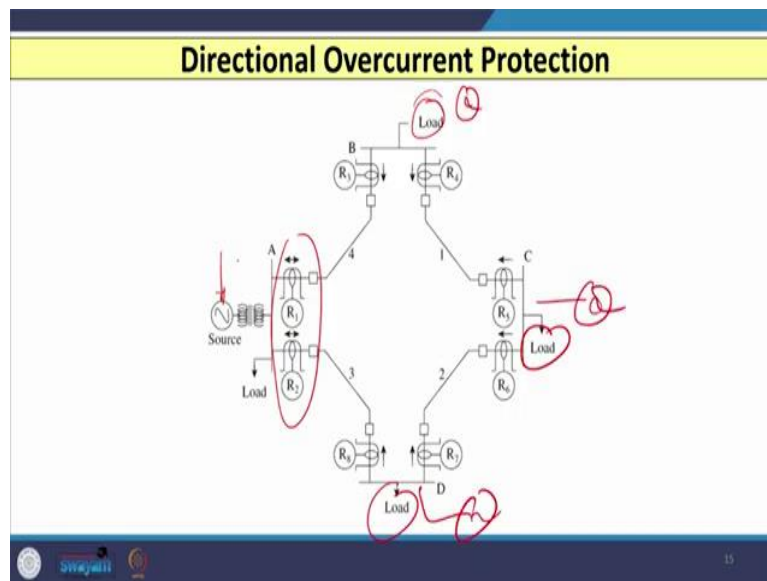 Directional Overcurrent Protection
Load
B
R3
R4
4
1
A
C
R1
R5
Source
Load
R2
R6
Load
3
2
R8
R7
D
Load
swayam
15